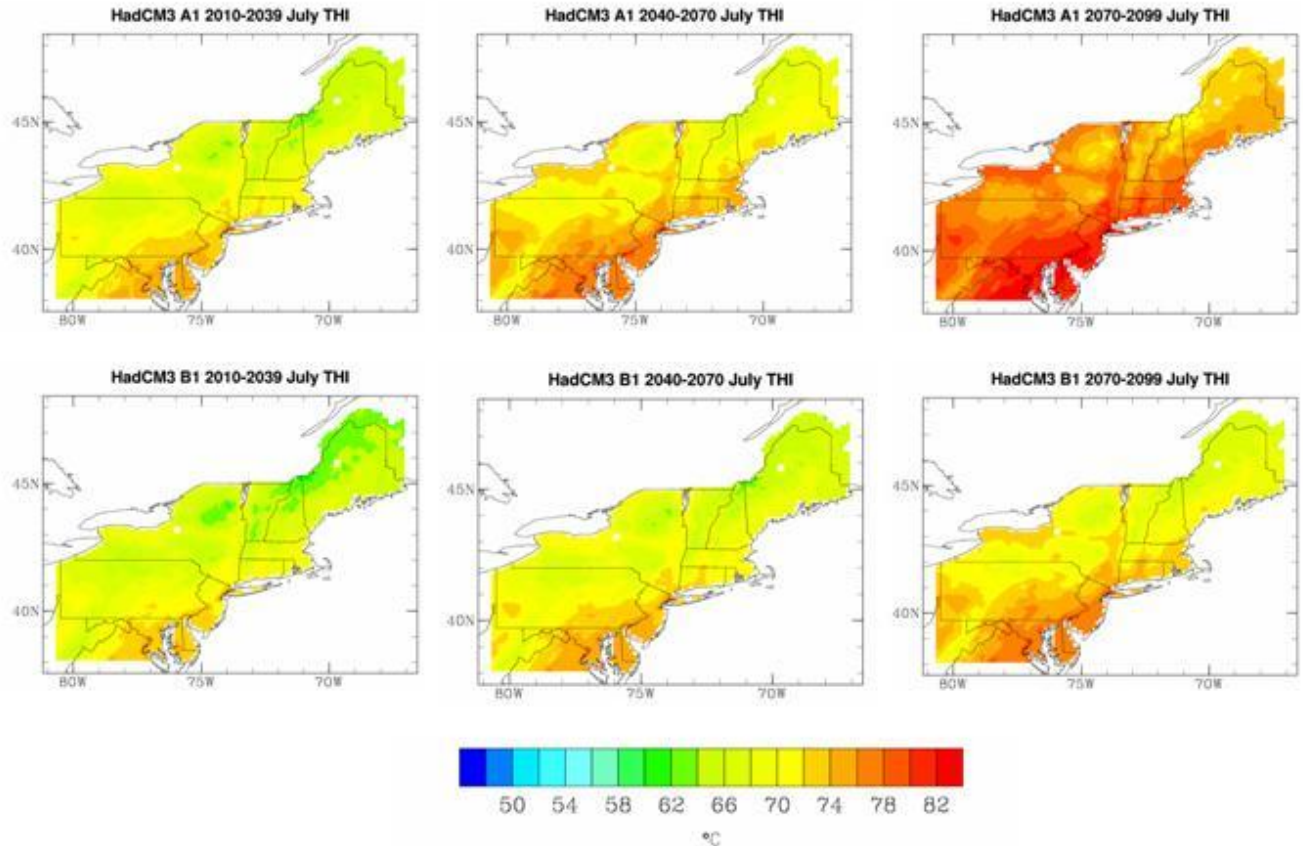 HadCM3 A1 2010-2039 July THI
HadCM3 A1 2040-2070 July THI
HadCM3 A1 2070-2099 July THI
45N
40N
80W 75W 70W
45N
40N
80W 75W 70W
45N
40N
80W 75W 70W
HadCM3 B1 2010-2039 July THI
HadCM3 B1 2040-2070 July THI
HadCM3 B1 2070-2099 July THI
45N
40N
80W 75W 70W
45N
40N
80W 75W 70W
45N
40N
80W 75W 70W
50 54 58 62 66 70 74 78 82
°C